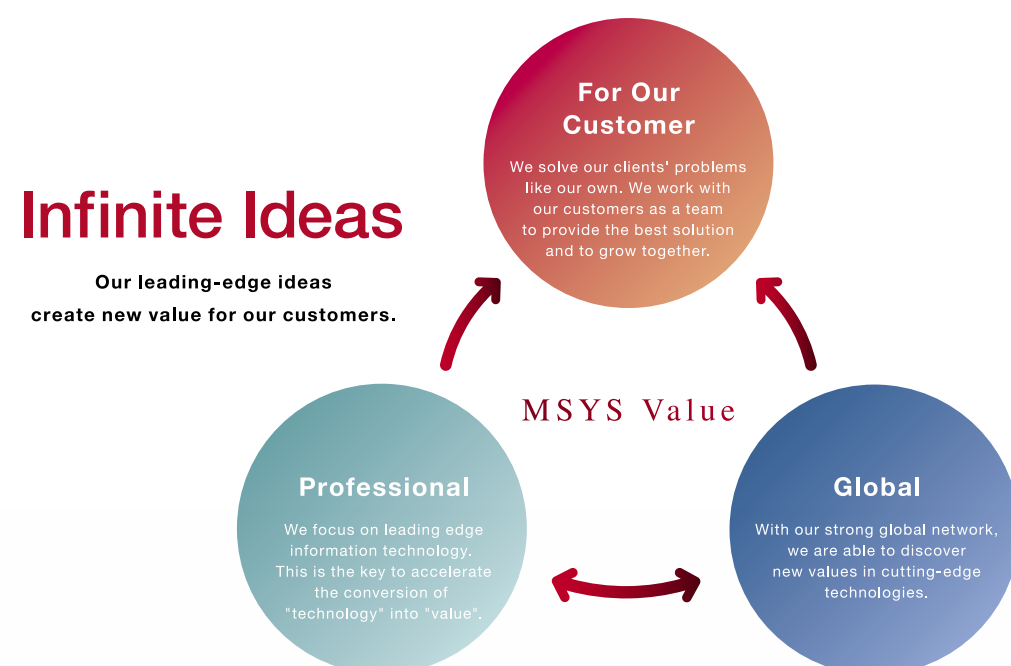 Infinite Ideas
Our leading-edge ideas
create new value for our customers.
For Our
Customer
We solve our clients' problems
like our own. We work with
our customers as a team
to provide the best solution
and to grow together.
MSYS Value
Professional
We focus on leading edge
information technology.
This is the key to accelerate
the conversion of
"technology" into "value".
Global
With our strong global network,
we are able to discover
new values in cutting-edge
technologies.